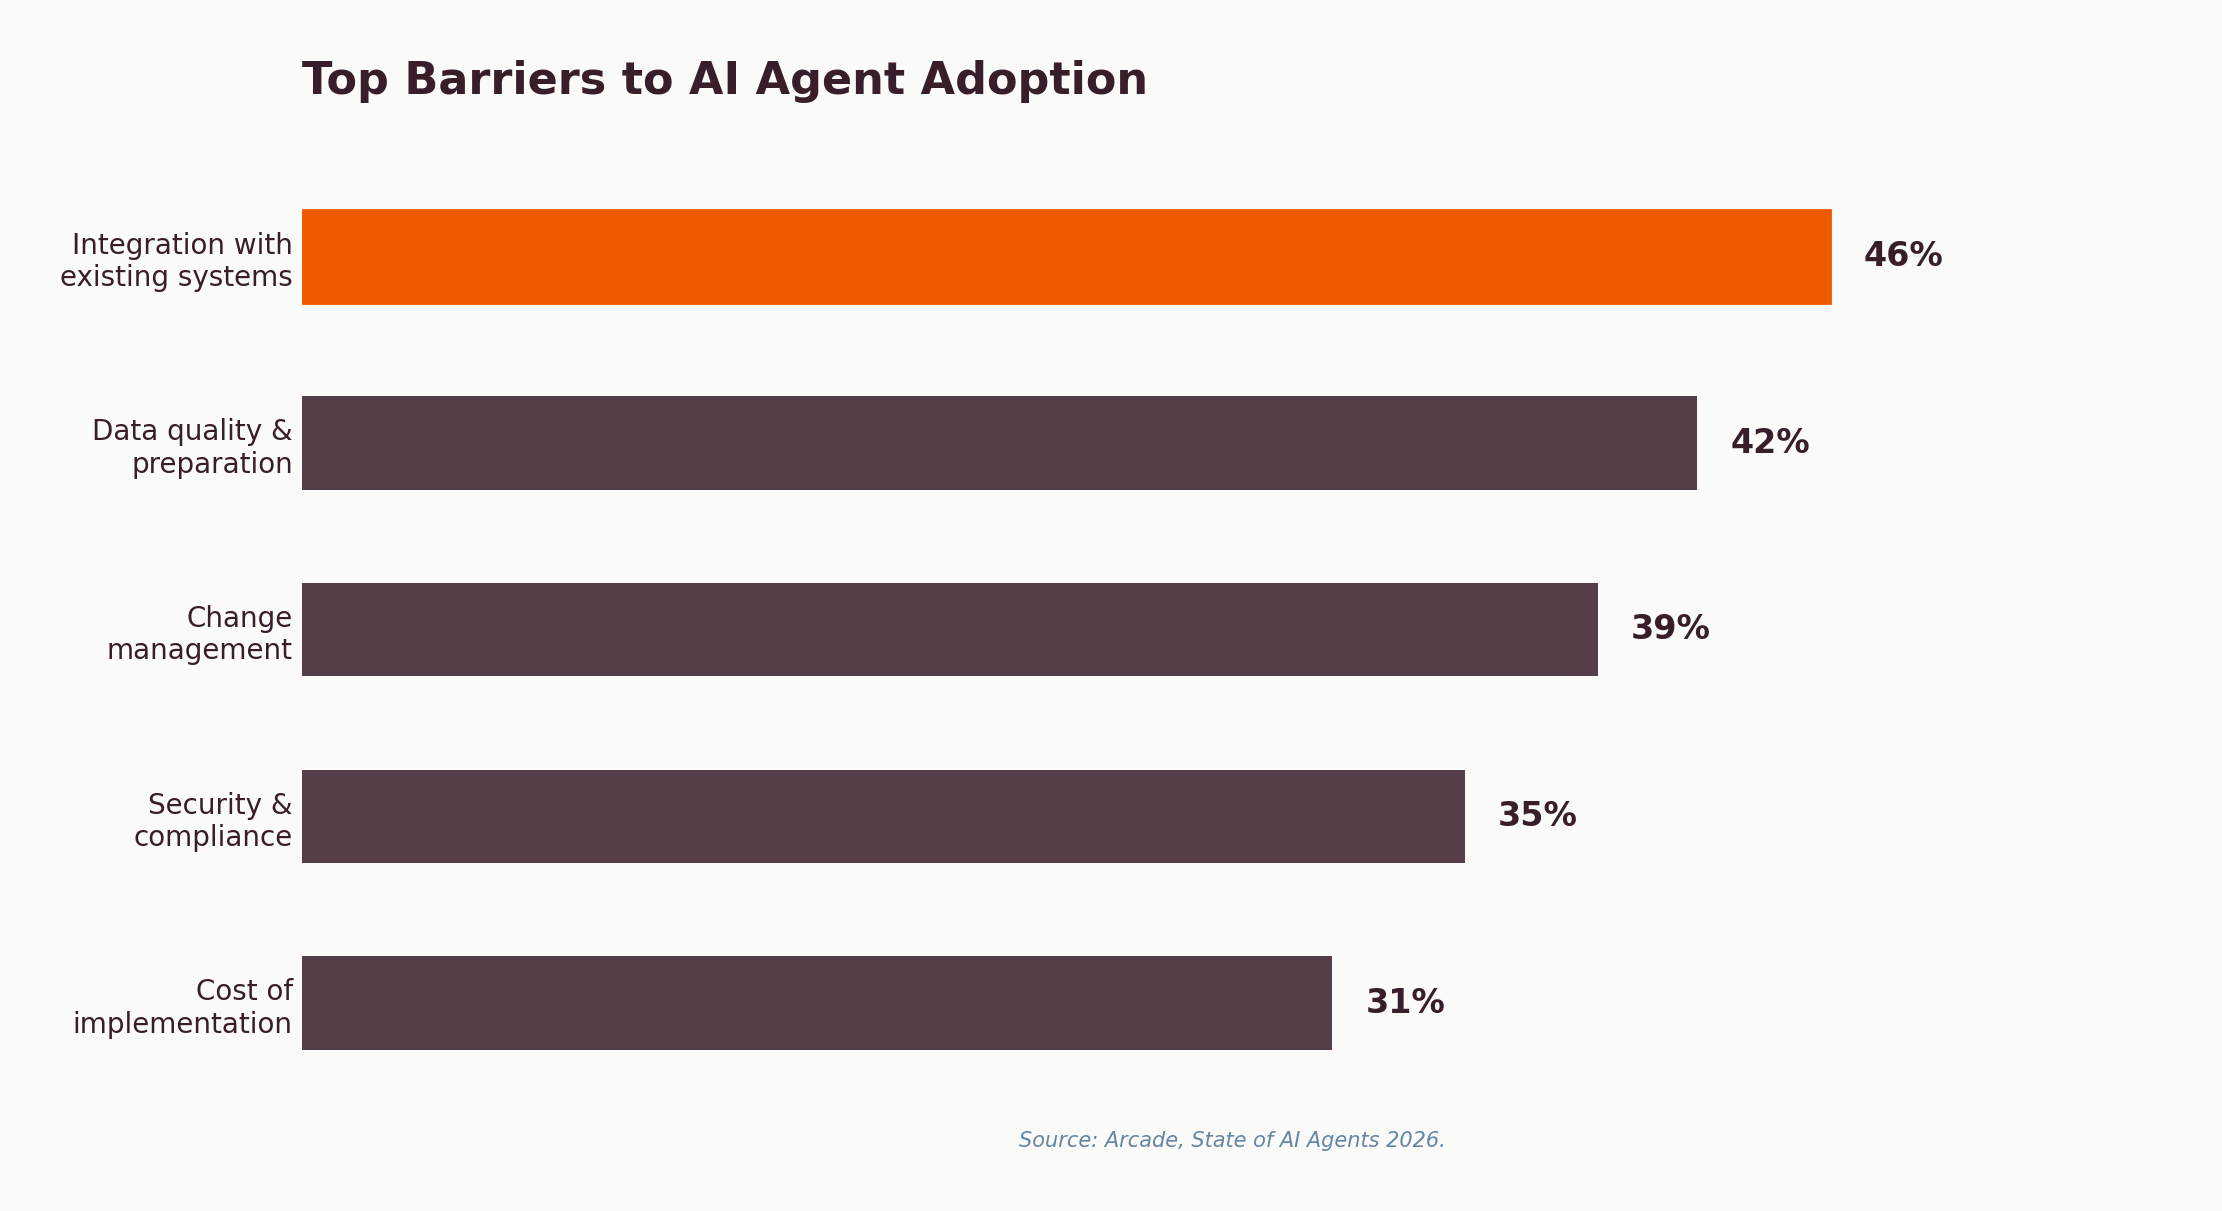 Top Barriers to AI Agent Adoption
Integration with
existing systems
46%
Data quality &
preparation
42%
Change
management
39%
Security &
compliance
35%
Cost of
implementation
31%
Source: Arcade, State of AI Agents 2026.